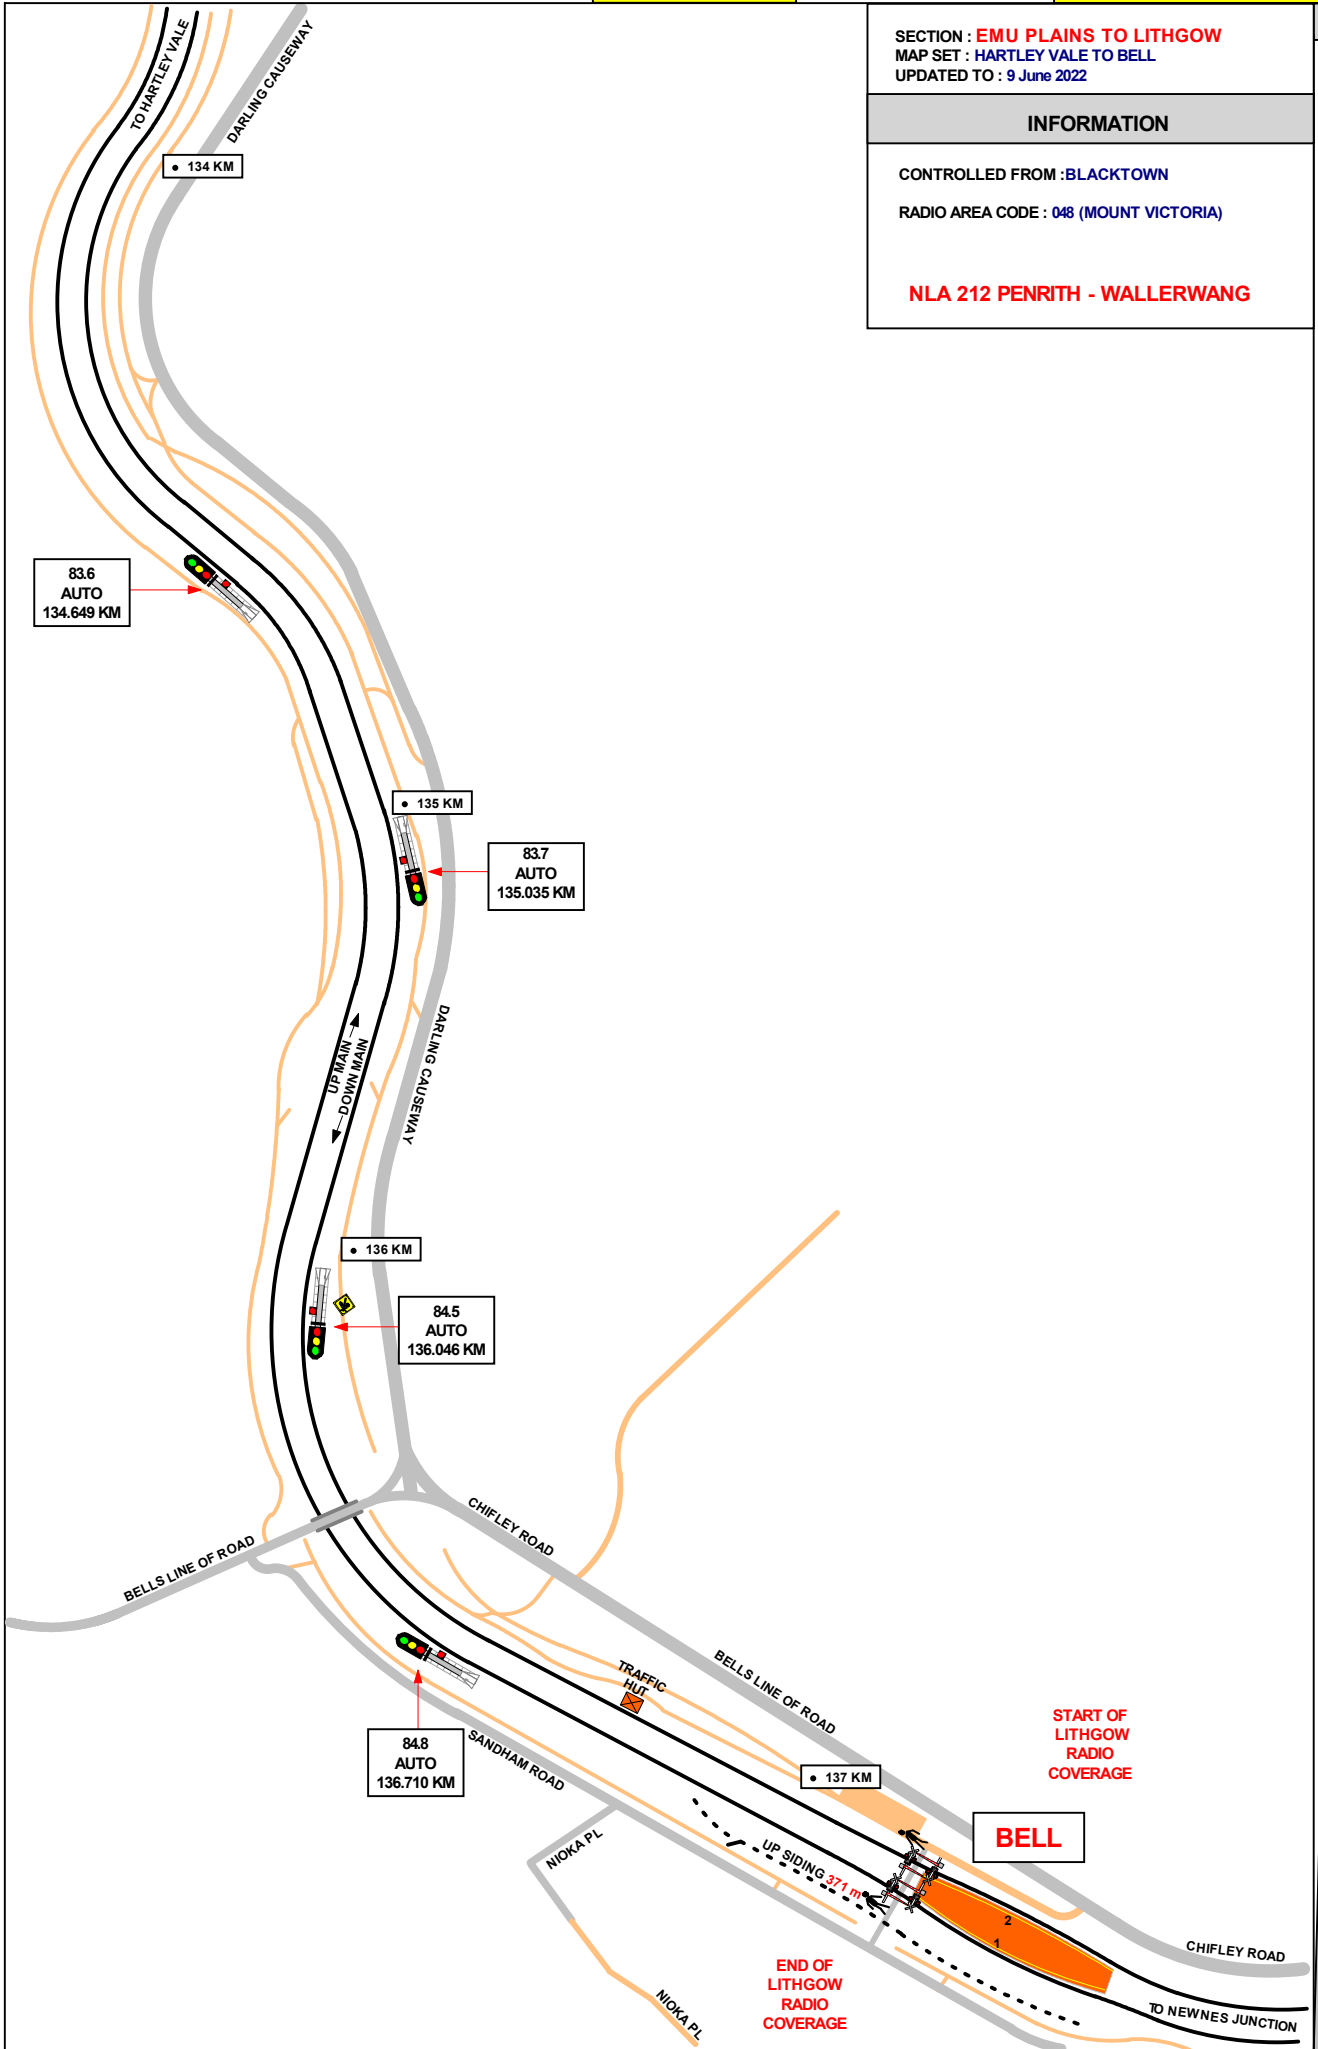 SECTION : EMU PLAINS TO LITHGOW
MAP SET : HARTLEY VALE TO BELL
UPDATED TO : 9 June 2022
INFORMATION
CONTROLLED FROM :BLACKTOWN
RADIO AREA CODE : 048 (MOUNT VICTORIA)
NLA 212 PENRITH - WALLERWANG
TO HARTLEY VALE
DARLING CAUSEWAY
134 KM
83.6
AUTO
134.649 KM
135 KM
83.7
AUTO
135.035 KM
UP MAIN
DOWN MAIN
DARLING CAUSEWAY
136 KM
84.5
AUTO
136.046 KM
CHIFLEY ROAD
BELLS LINE OF ROAD
TRAFFIC
HUT
BELLS LINE OF ROAD
84.8
AUTO
136.710 KM
SANDHAM ROAD
START OF
LITHGOW
RADIO
COVERAGE
137 KM
BELL
NIOKA PL
UP SIDING 371 m
2
1
CHIFLEY ROAD
END OF
LITHGOW
RADIO
COVERAGE
NIOKA PL
TO NEWNES JUNCTION